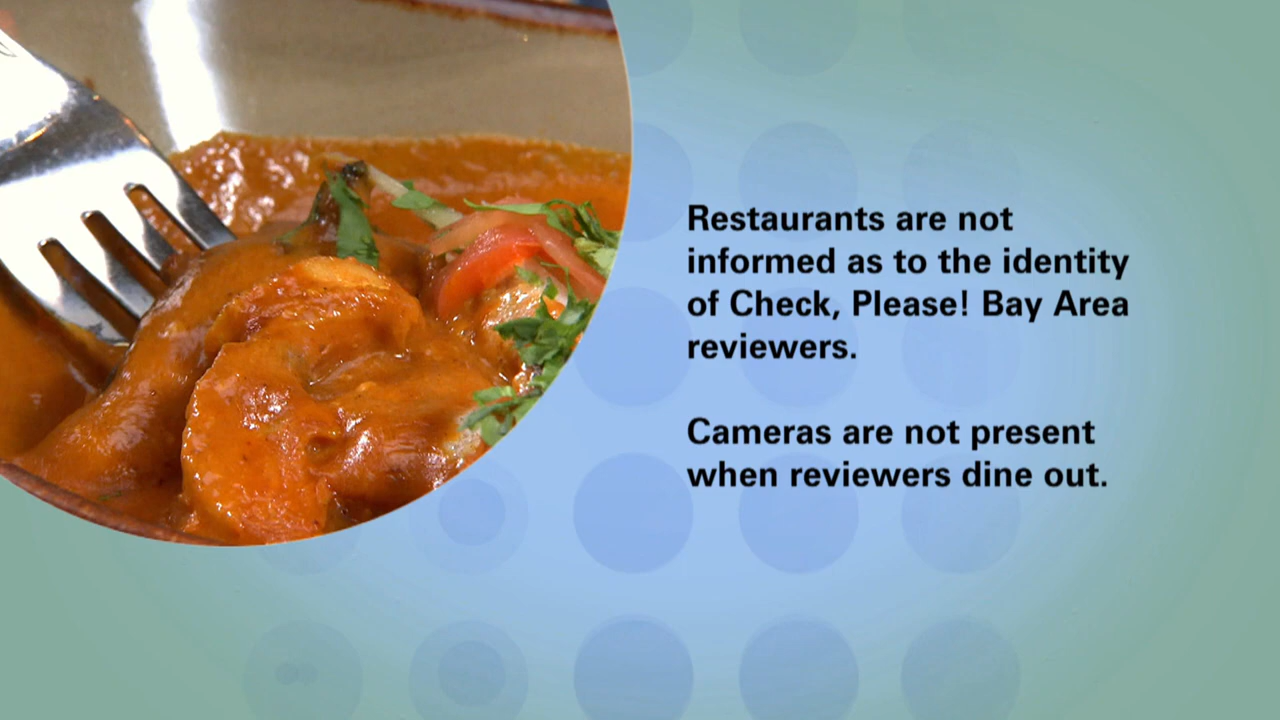 Restaurants are not
informed as to the identity
of Check, Please! Bay Area
reviewers.
Cameras are not present
when reviewers dine out.